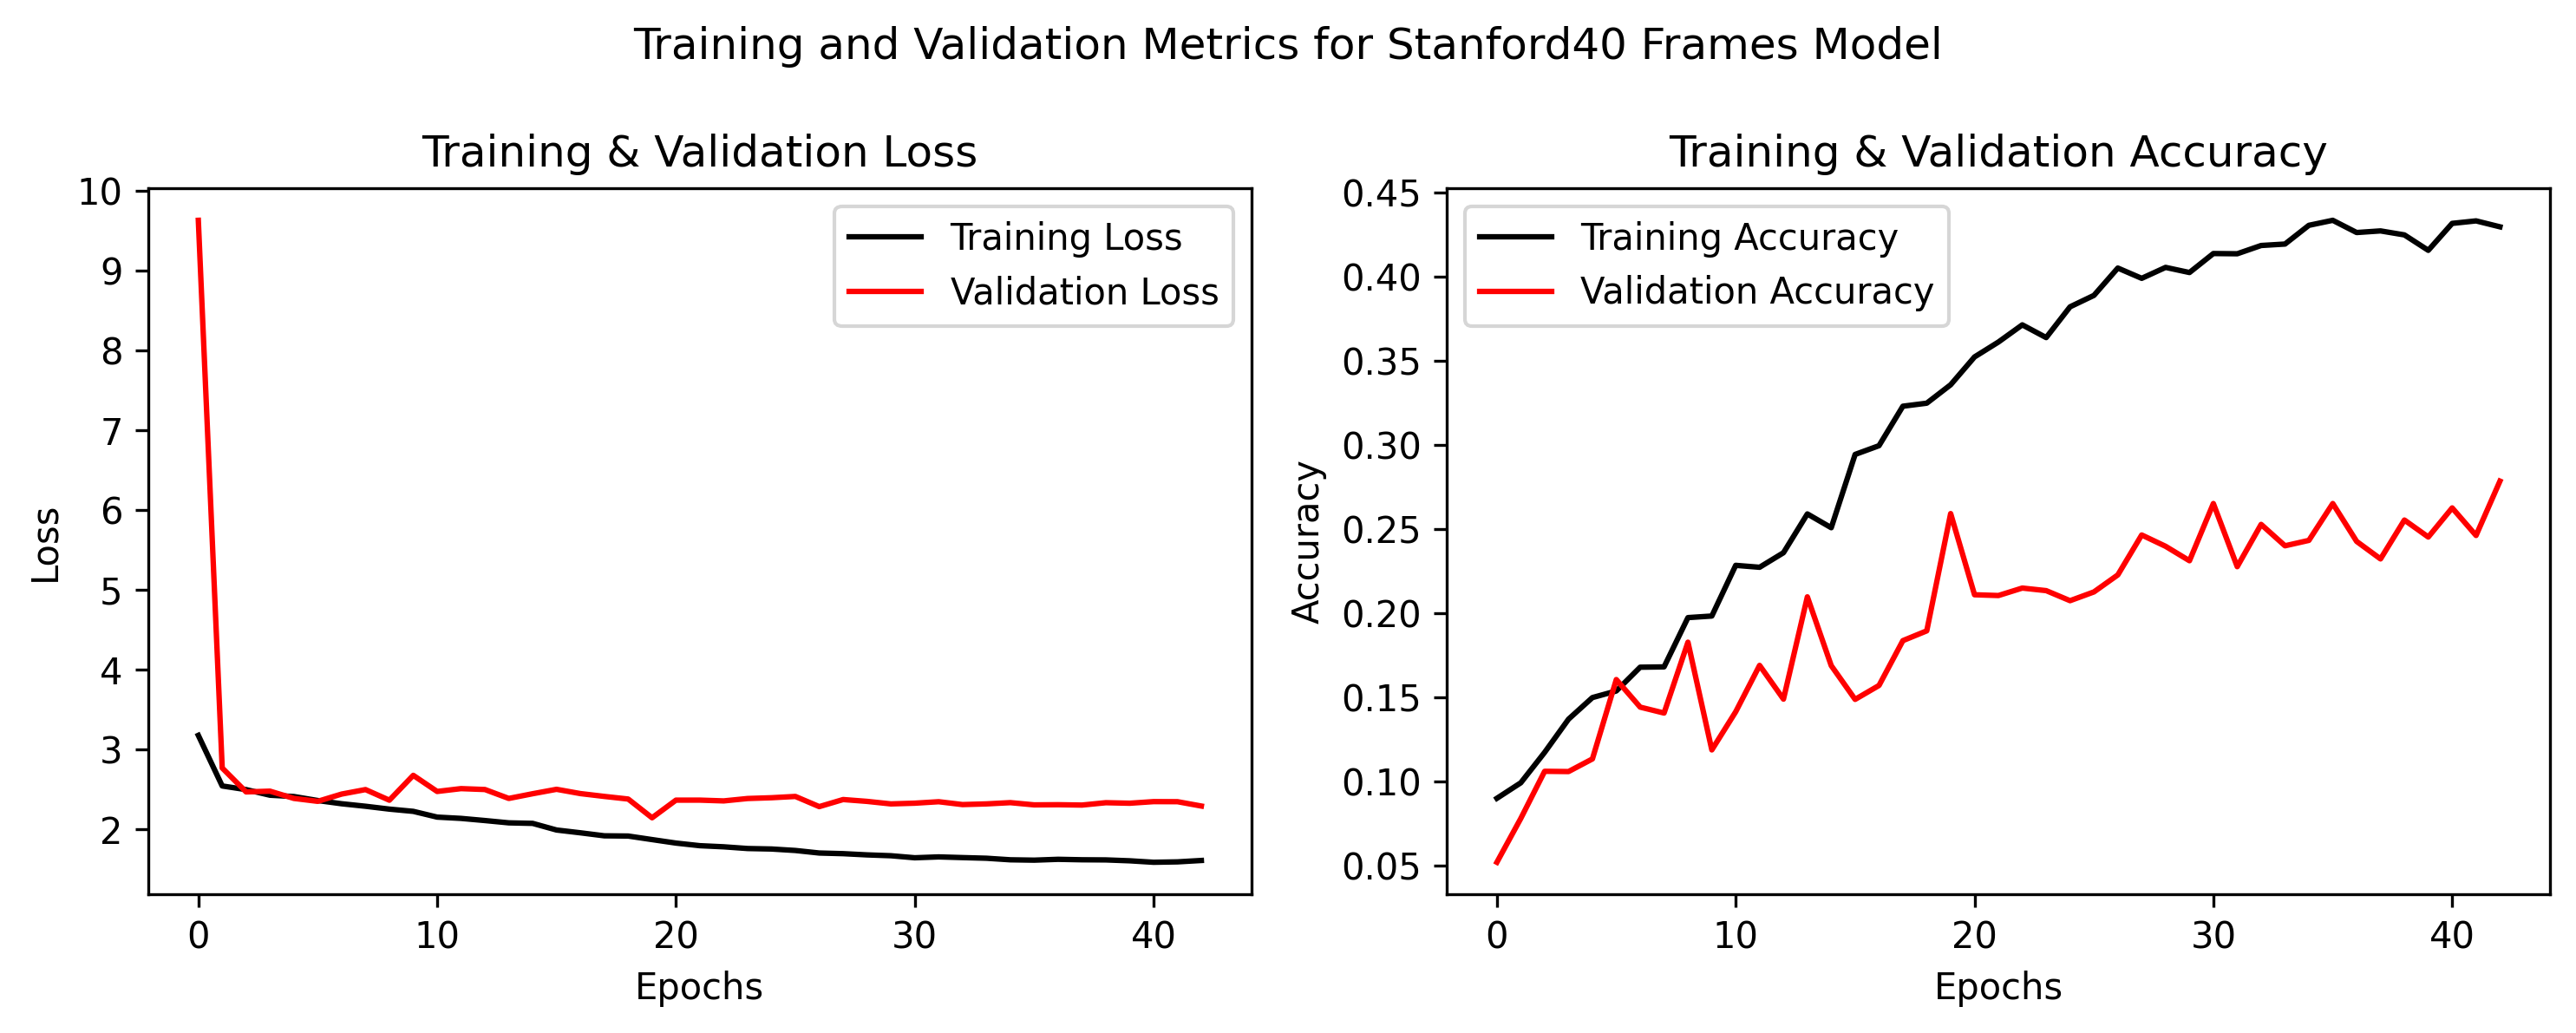 Training and Validation Metrics for Stanford40 Frames Model
Training & Validation Loss
10
9
8
7
6
5
4
3
2
Loss
Training Loss
Validation Loss
0 10 20 30 40
Epochs
Training & Validation Accuracy
0.45
0.40
0.35
0.30
0.25
0.20
0.15
0.10
0.05
Accuracy
Training Accuracy
Validation Accuracy
0 10 20 30 40
Epochs